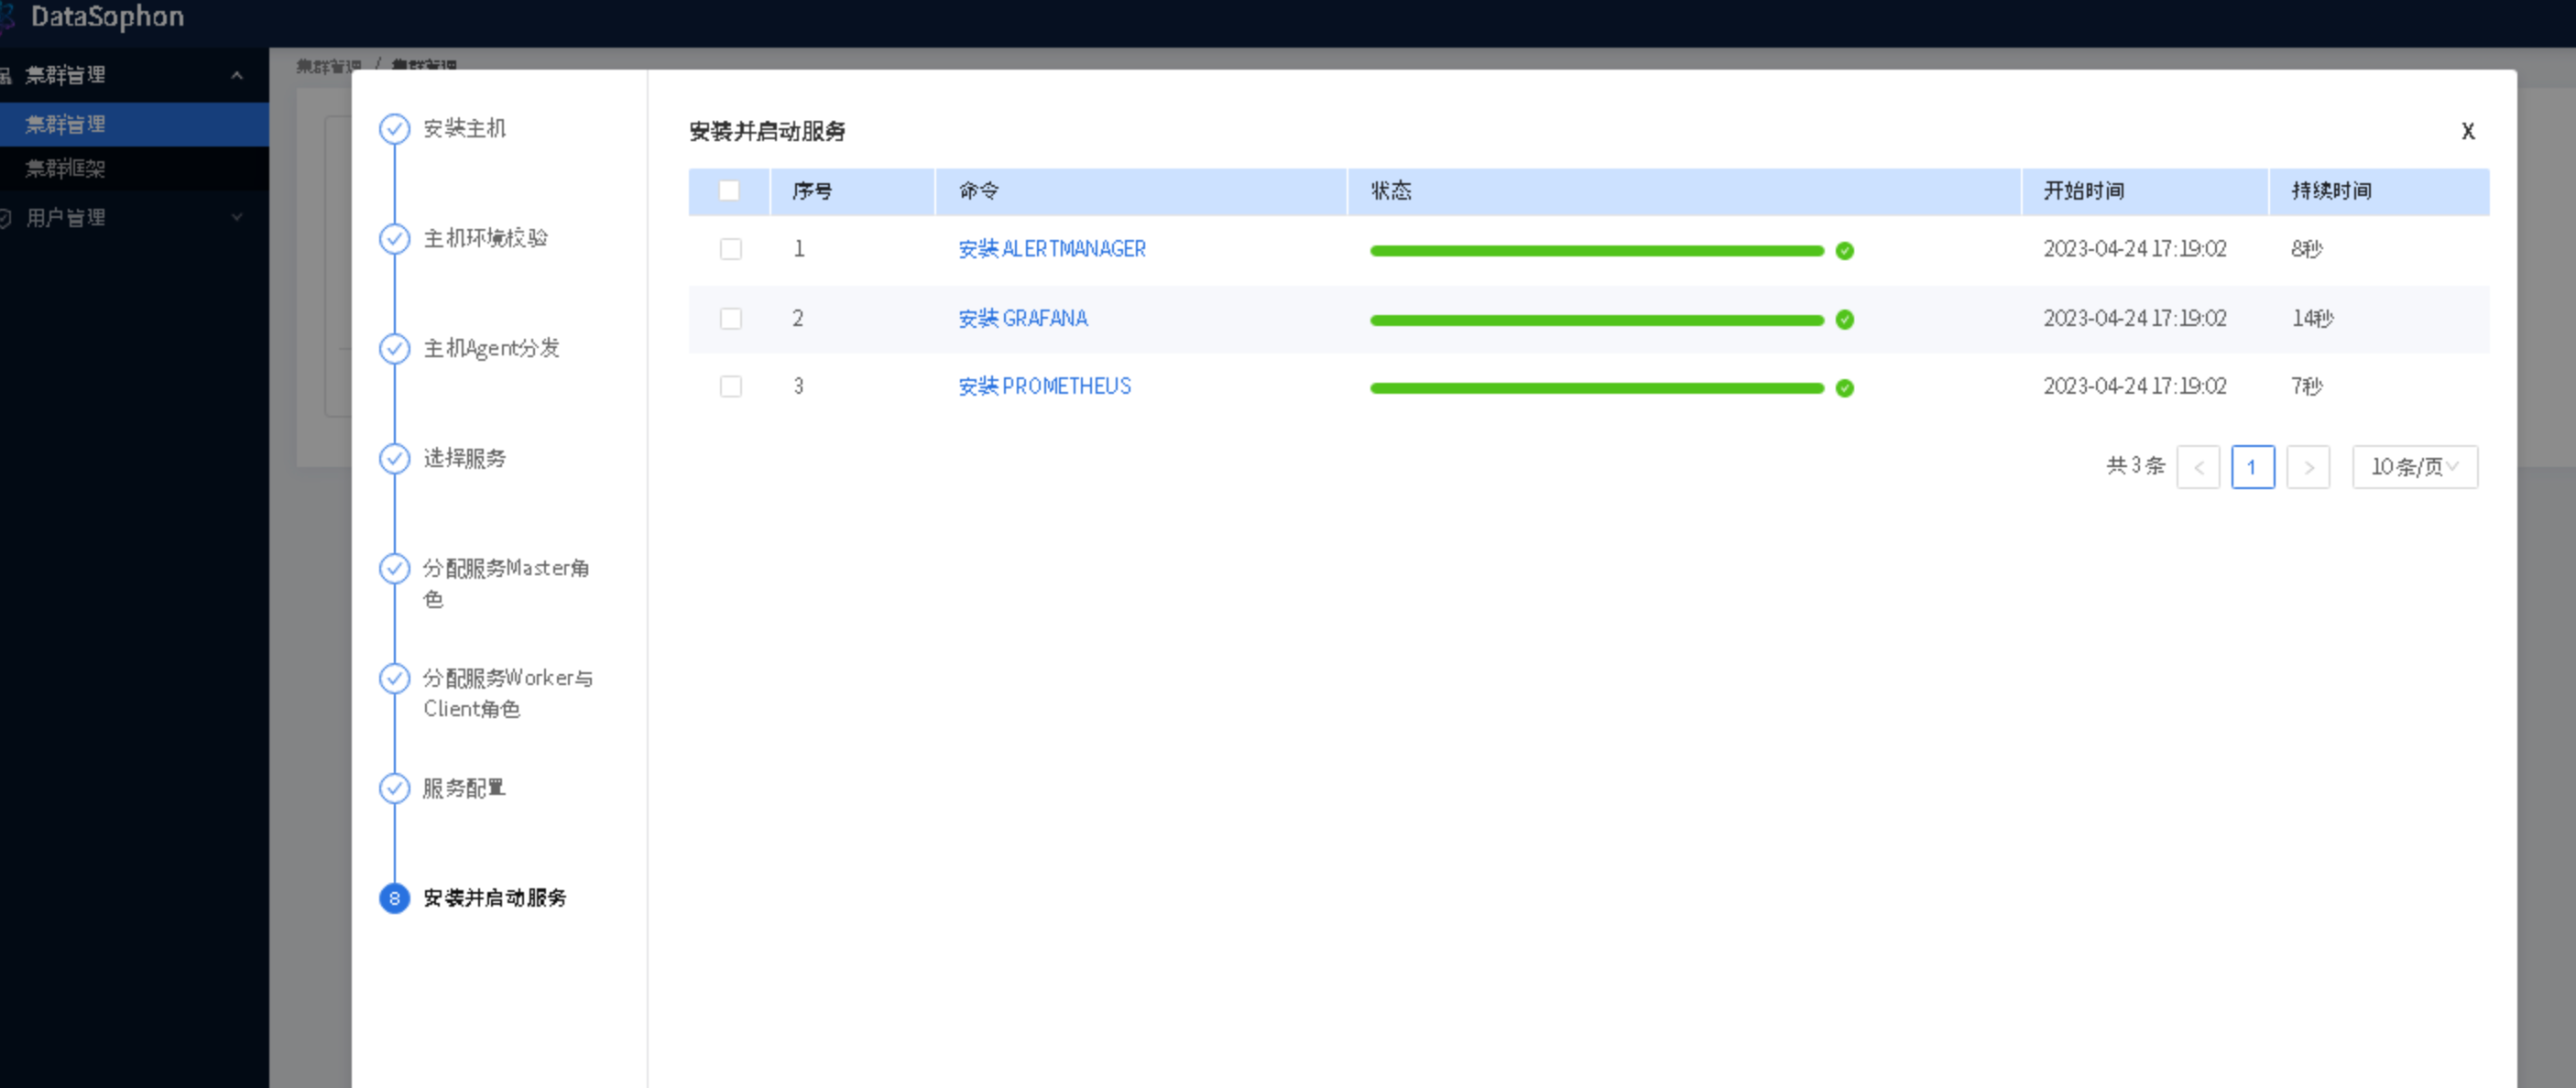 DataSophon
集群管理
集群管理
集群框架
用户管理
集群管理 / 集群管理
安装主机
主机环境校验
主机Agent分发
选择服务
分配服务Master角
色
分配服务Worker与
Client角色
服务配置
8 安装并启动服务
安装并启动服务 X
序号 命令 状态 开始时间 持续时间
1 安装 ALERTMANAGER 2023-04-24 17:19:02 8秒
2 安装 GRAFANA 2023-04-24 17:19:02 14秒
3 安装 PROMETHEUS 2023-04-24 17:19:02 7秒
共 3 条 < 1 > 10 条/页